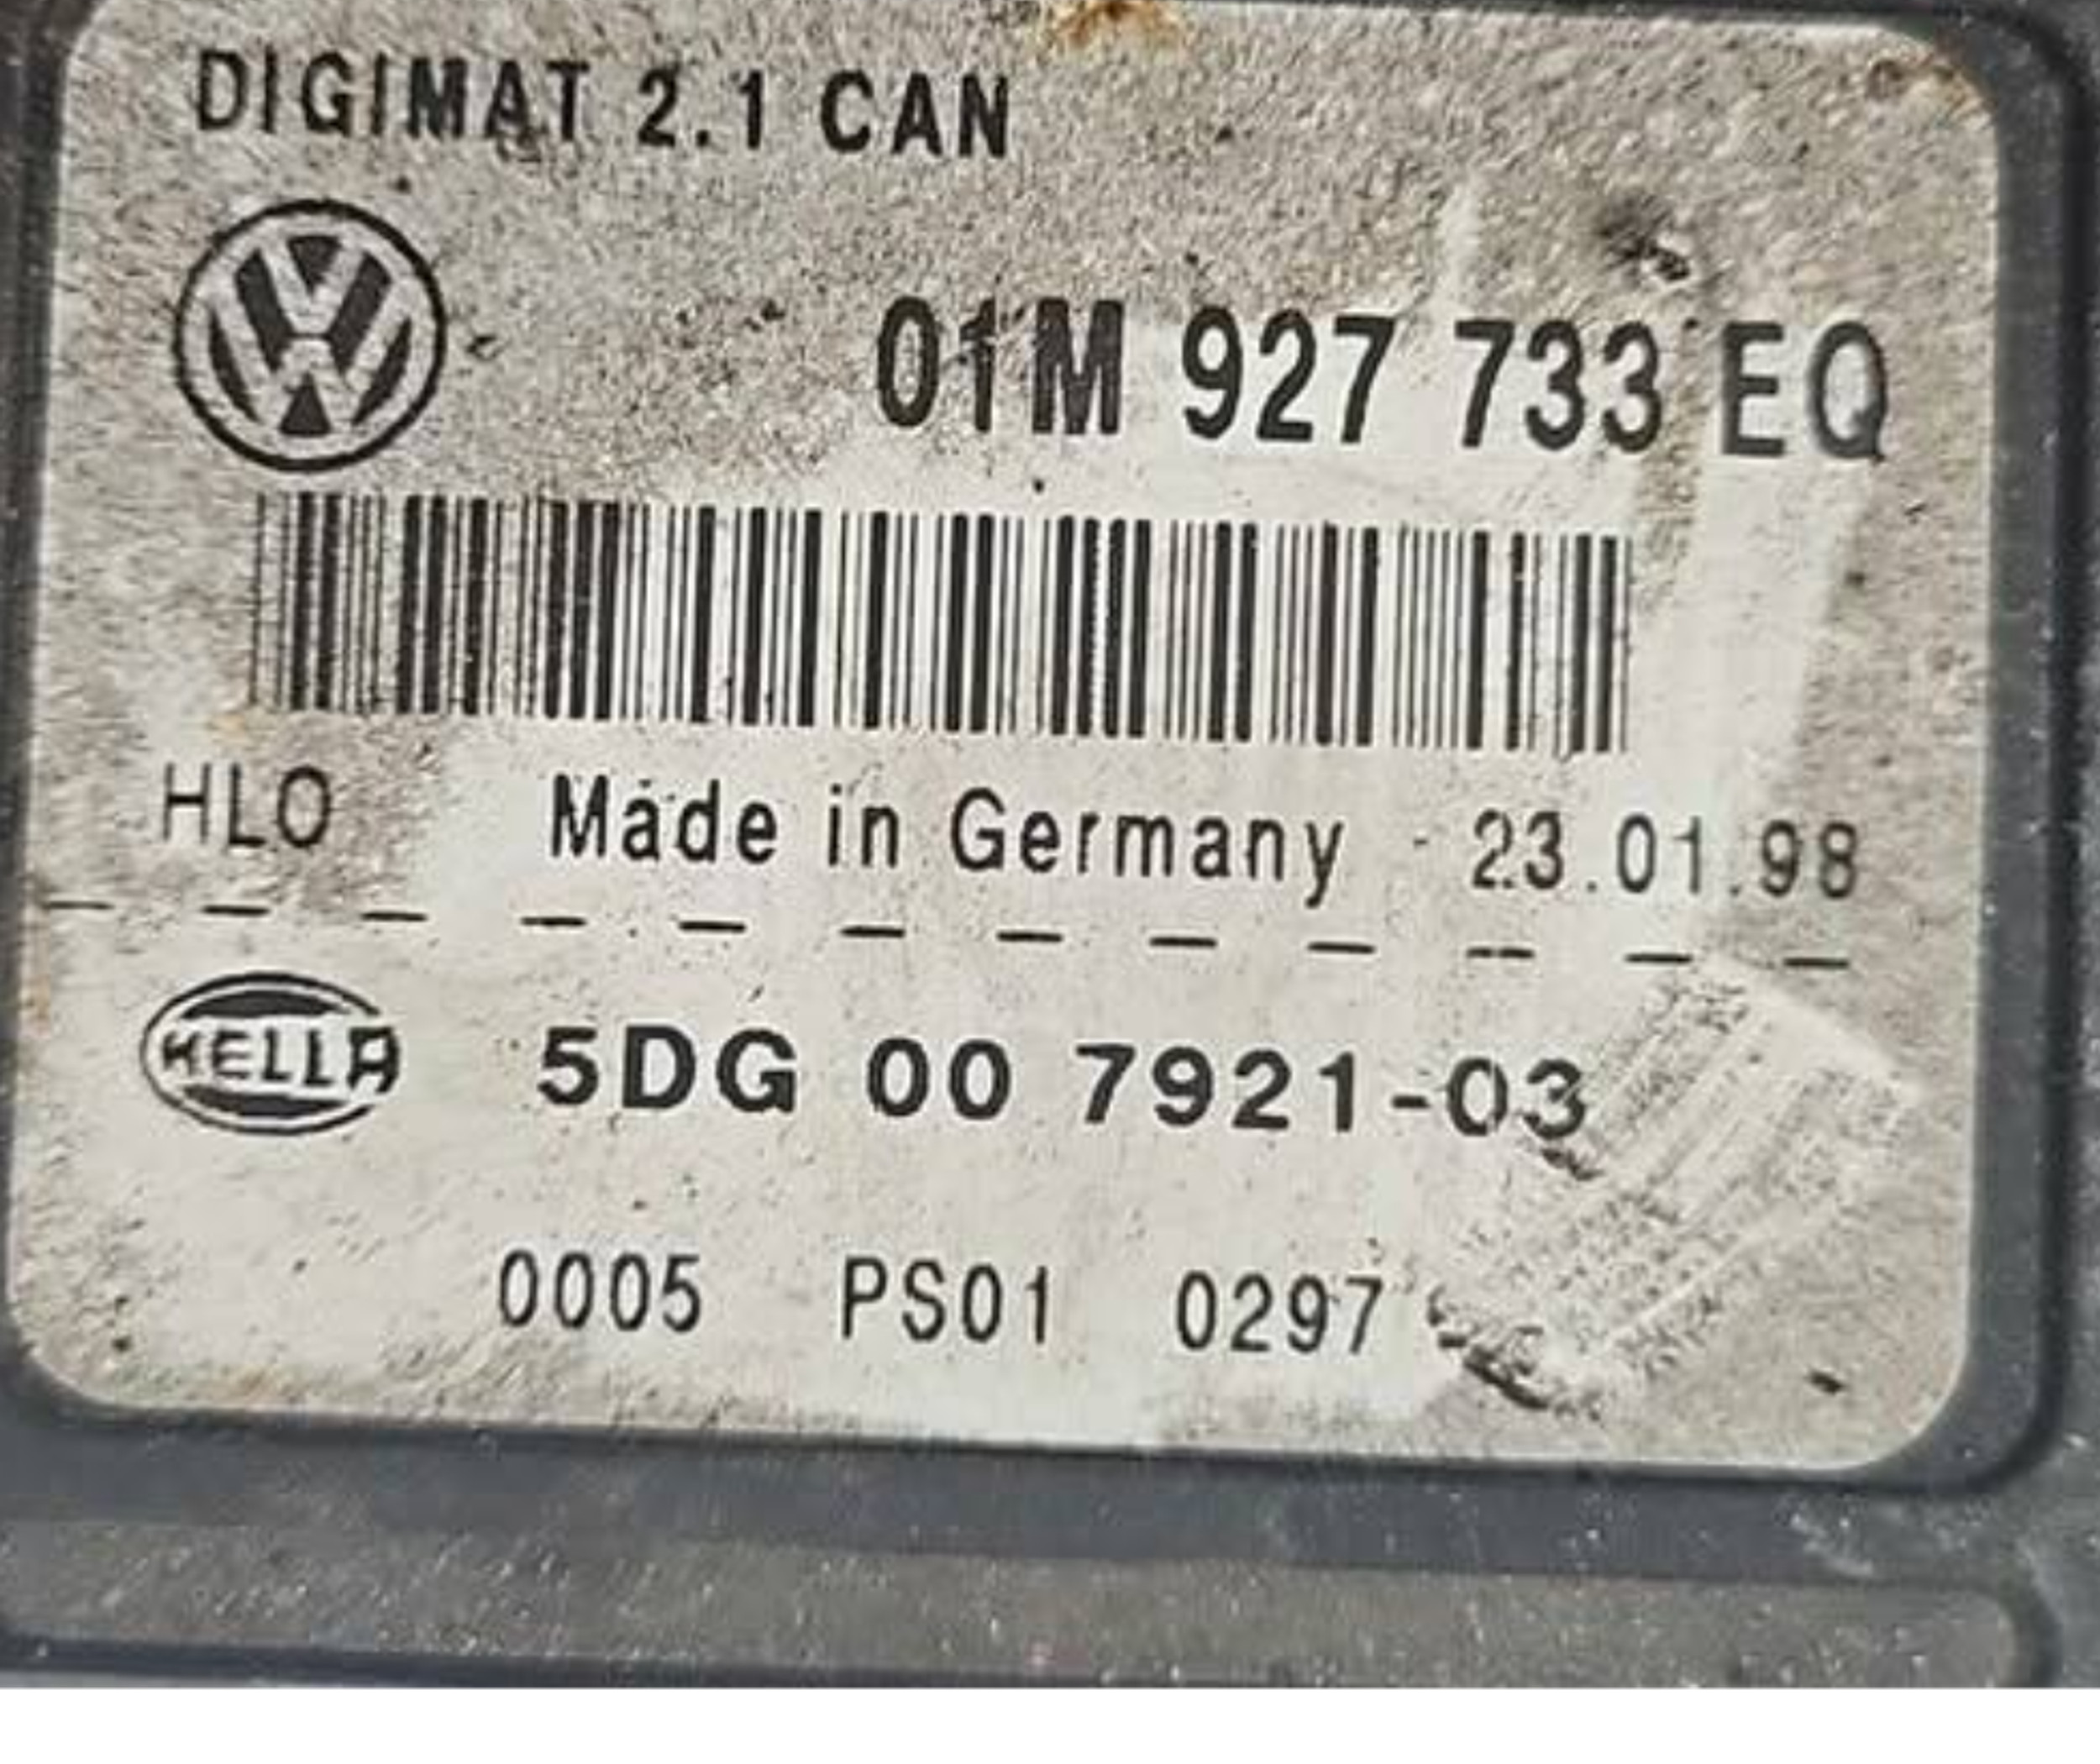 DIGIMAT 2.1 CAN
01M 927 733 EQ
HLO Made in Germany 23.01.98
HELLA 5DG 00 7921-03
0005 PS01 0297